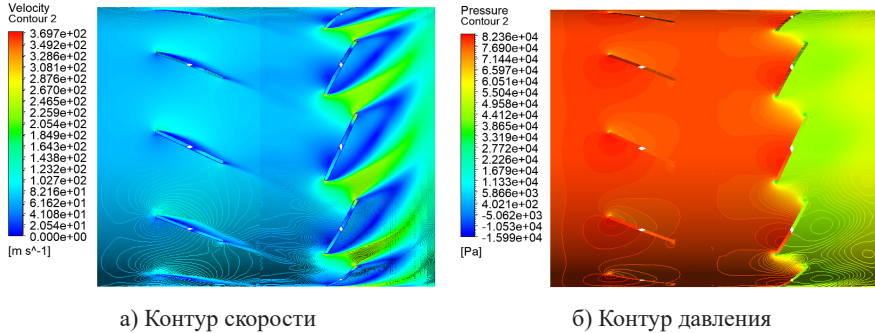 Velocity
Contour 2
3.697e+02
3.492e+02
3.286e+02
3.081e+02
2.876e+02
2.670e+02
2.465e+02
2.259e+02
2.054e+02
1.849e+02
1.643e+02
1.438e+02
1.232e+02
1.027e+02
8.216e+01
6.162e+01
4.108e+01
2.054e+01
0.000e+00
[m s^-1]
Pressure
Contour 2
8.236e+04
7.690e+04
7.144e+04
6.597e+04
6.051e+04
5.504e+04
4.958e+04
4.412e+04
3.865e+04
3.319e+04
2.772e+04
2.226e+04
1.679e+04
1.133e+04
5.866e+03
4.021e+02
-5.062e+03
-1.053e+04
-1.599e+04
[Pa]
а) Контур скорости
б) Контур давления